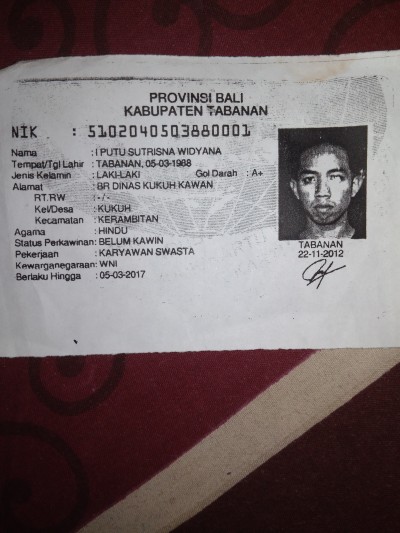 PROVINSI BALI
KABUPATEN TABANAN
NIK : 5102040503880001
Nama : I PUTU SUTRISNA WIDYANA
Tempat/Tgl Lahir : TABANAN, 05-03-1988
Jenis Kelamin : LAKI-LAKI Gol Darah : A+
Alamat : BR DINAS KUKUH KAWAN
RT.RW : - / -
Kel/Desa : KUKUH
Kecamatan : KERAMBITAN
Agama : HINDU
Status Perkawinan: BELUM KAWIN
Pekerjaan : KARYAWAN SWASTA
Kewarganegaraan: WNI
Berlaku Hingga : 05-03-2017
TABANAN
22-11-2012